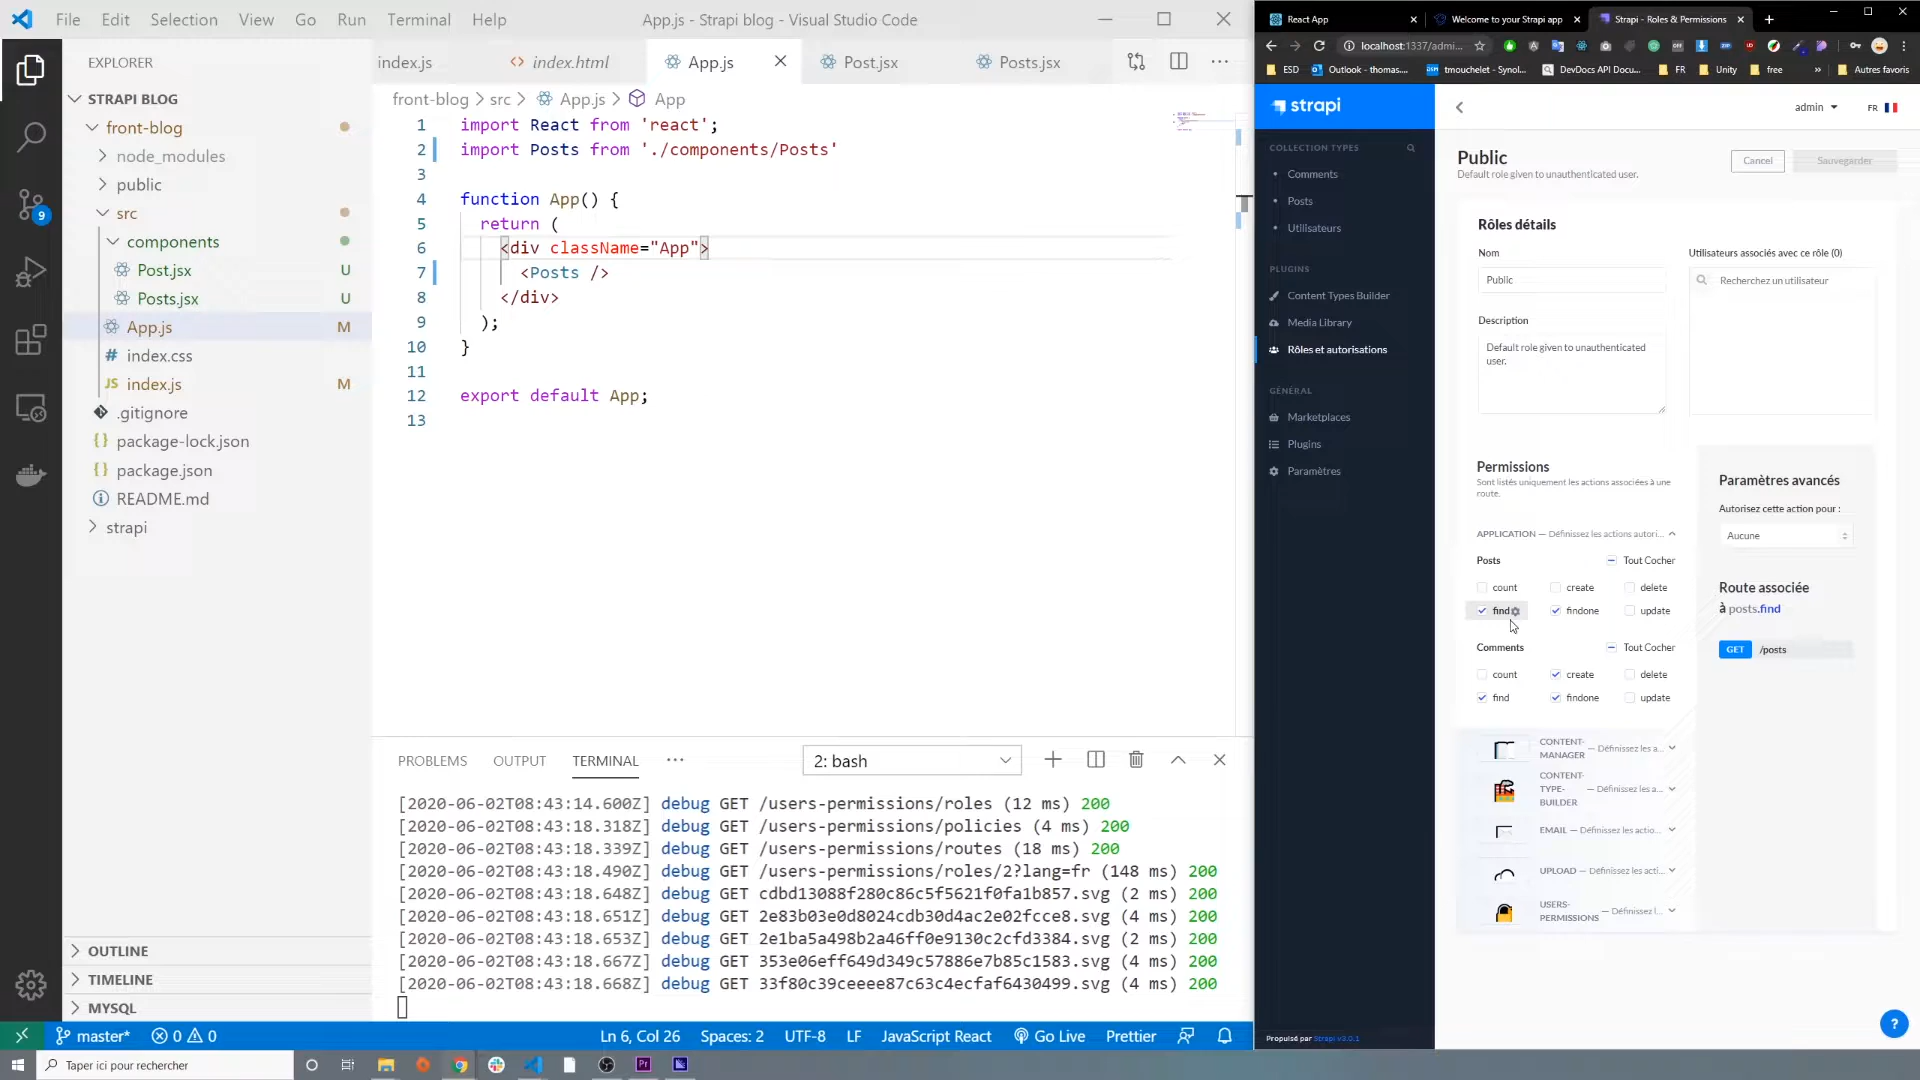 File Edit Selection View Go Run Terminal Help
App.js - Strapi blog - Visual Studio Code
EXPLORER
STRAPI BLOG
front-blog
node_modules
public
src
components
Post.jsx U
Posts.jsx U
App.js M
index.css
index.js M
.gitignore
package-lock.json
package.json
README.md
strapi
OUTLINE
TIMELINE
MYSQL
9
index.js
index.html
App.js
Post.jsx
Posts.jsx
front-blog > src > App.js > App
1 import React from 'react';
2 import Posts from './components/Posts'
3
4 function App() {
5 return (
6 <div className="App">
7 <Posts />
8 </div>
9 );
10 }
11
12 export default App;
13
PROBLEMS OUTPUT TERMINAL ...
2: bash
[2020-06-02T08:43:14.600Z] debug GET /users-permissions/roles (12 ms) 200
[2020-06-02T08:43:18.318Z] debug GET /users-permissions/policies (4 ms) 200
[2020-06-02T08:43:18.339Z] debug GET /users-permissions/routes (18 ms) 200
[2020-06-02T08:43:18.490Z] debug GET /users-permissions/roles/2?lang=fr (148 ms) 200
[2020-06-02T08:43:18.648Z] debug GET cdbd13088f280c86c5f5621f0fa1b857.svg (2 ms) 200
[2020-06-02T08:43:18.651Z] debug GET 2e83b03e0d8024cdb30d4ac2e02fcce8.svg (4 ms) 200
[2020-06-02T08:43:18.653Z] debug GET 2e1ba5a498b2a46ff0e9130c2cfd3384.svg (2 ms) 200
[2020-06-02T08:43:18.667Z] debug GET 353e06eff649d349c57886e7b85c1583.svg (4 ms) 200
[2020-06-02T08:43:18.668Z] debug GET 33f80c39ceeee87c63c4ecfaf6430499.svg (4 ms) 200
master* 0 0
Ln 6, Col 26 Spaces: 2 UTF-8 LF JavaScript React Go Live Prettier
Taper ici pour rechercher
React App
Welcome to your Strapi app
Strapi - Roles & Permissions
localhost:1337/admi...
ESD
Outlook - thomas....
tmouchelet - Synol...
DevDocs API Docu...
FR
Unity
free
»
Autres favoris
strapi
COLLECTION TYPES
Comments
Posts
Utilisateurs
PLUGINS
Content Types Builder
Media Library
Rôles et autorisations
GÉNÉRAL
Marketplaces
Plugins
Paramètres
Propulsé par Strapi v3.0.1
admin
FR
Public
Default role given to unauthenticated user.
Cancel
Sauvegarder
Rôles détails
Nom
Public
Utilisateurs associés avec ce rôle (0)
Recherchez un utilisateur
Description
Default role given to unauthenticated
user.
Permissions
Sont listés uniquement les actions associées à une
route.
APPLICATION — Définissez les actions autori...
Posts
Tout Cocher
count create delete
find findone update
Comments
Tout Cocher
count create delete
find findone update
CONTENT-
MANAGER — Définissez les a...
CONTENT-
TYPE- — Définissez les a...
BUILDER
EMAIL — Définissez les actio...
UPLOAD — Définissez les acti...
USERS-
PERMISSIONS — Définissez l...
Paramètres avancés
Autorisez cette action pour :
Aucune
Route associée
à posts.find
GET /posts
?